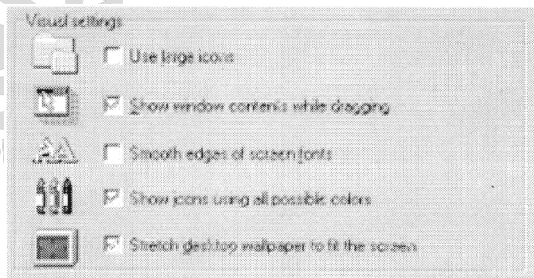 Visual settings
Use large icons
Show window contents while dragging
Smooth edges of screen fonts
Show icons using all possible colors
Stretch desktop wallpaper to fit the screen